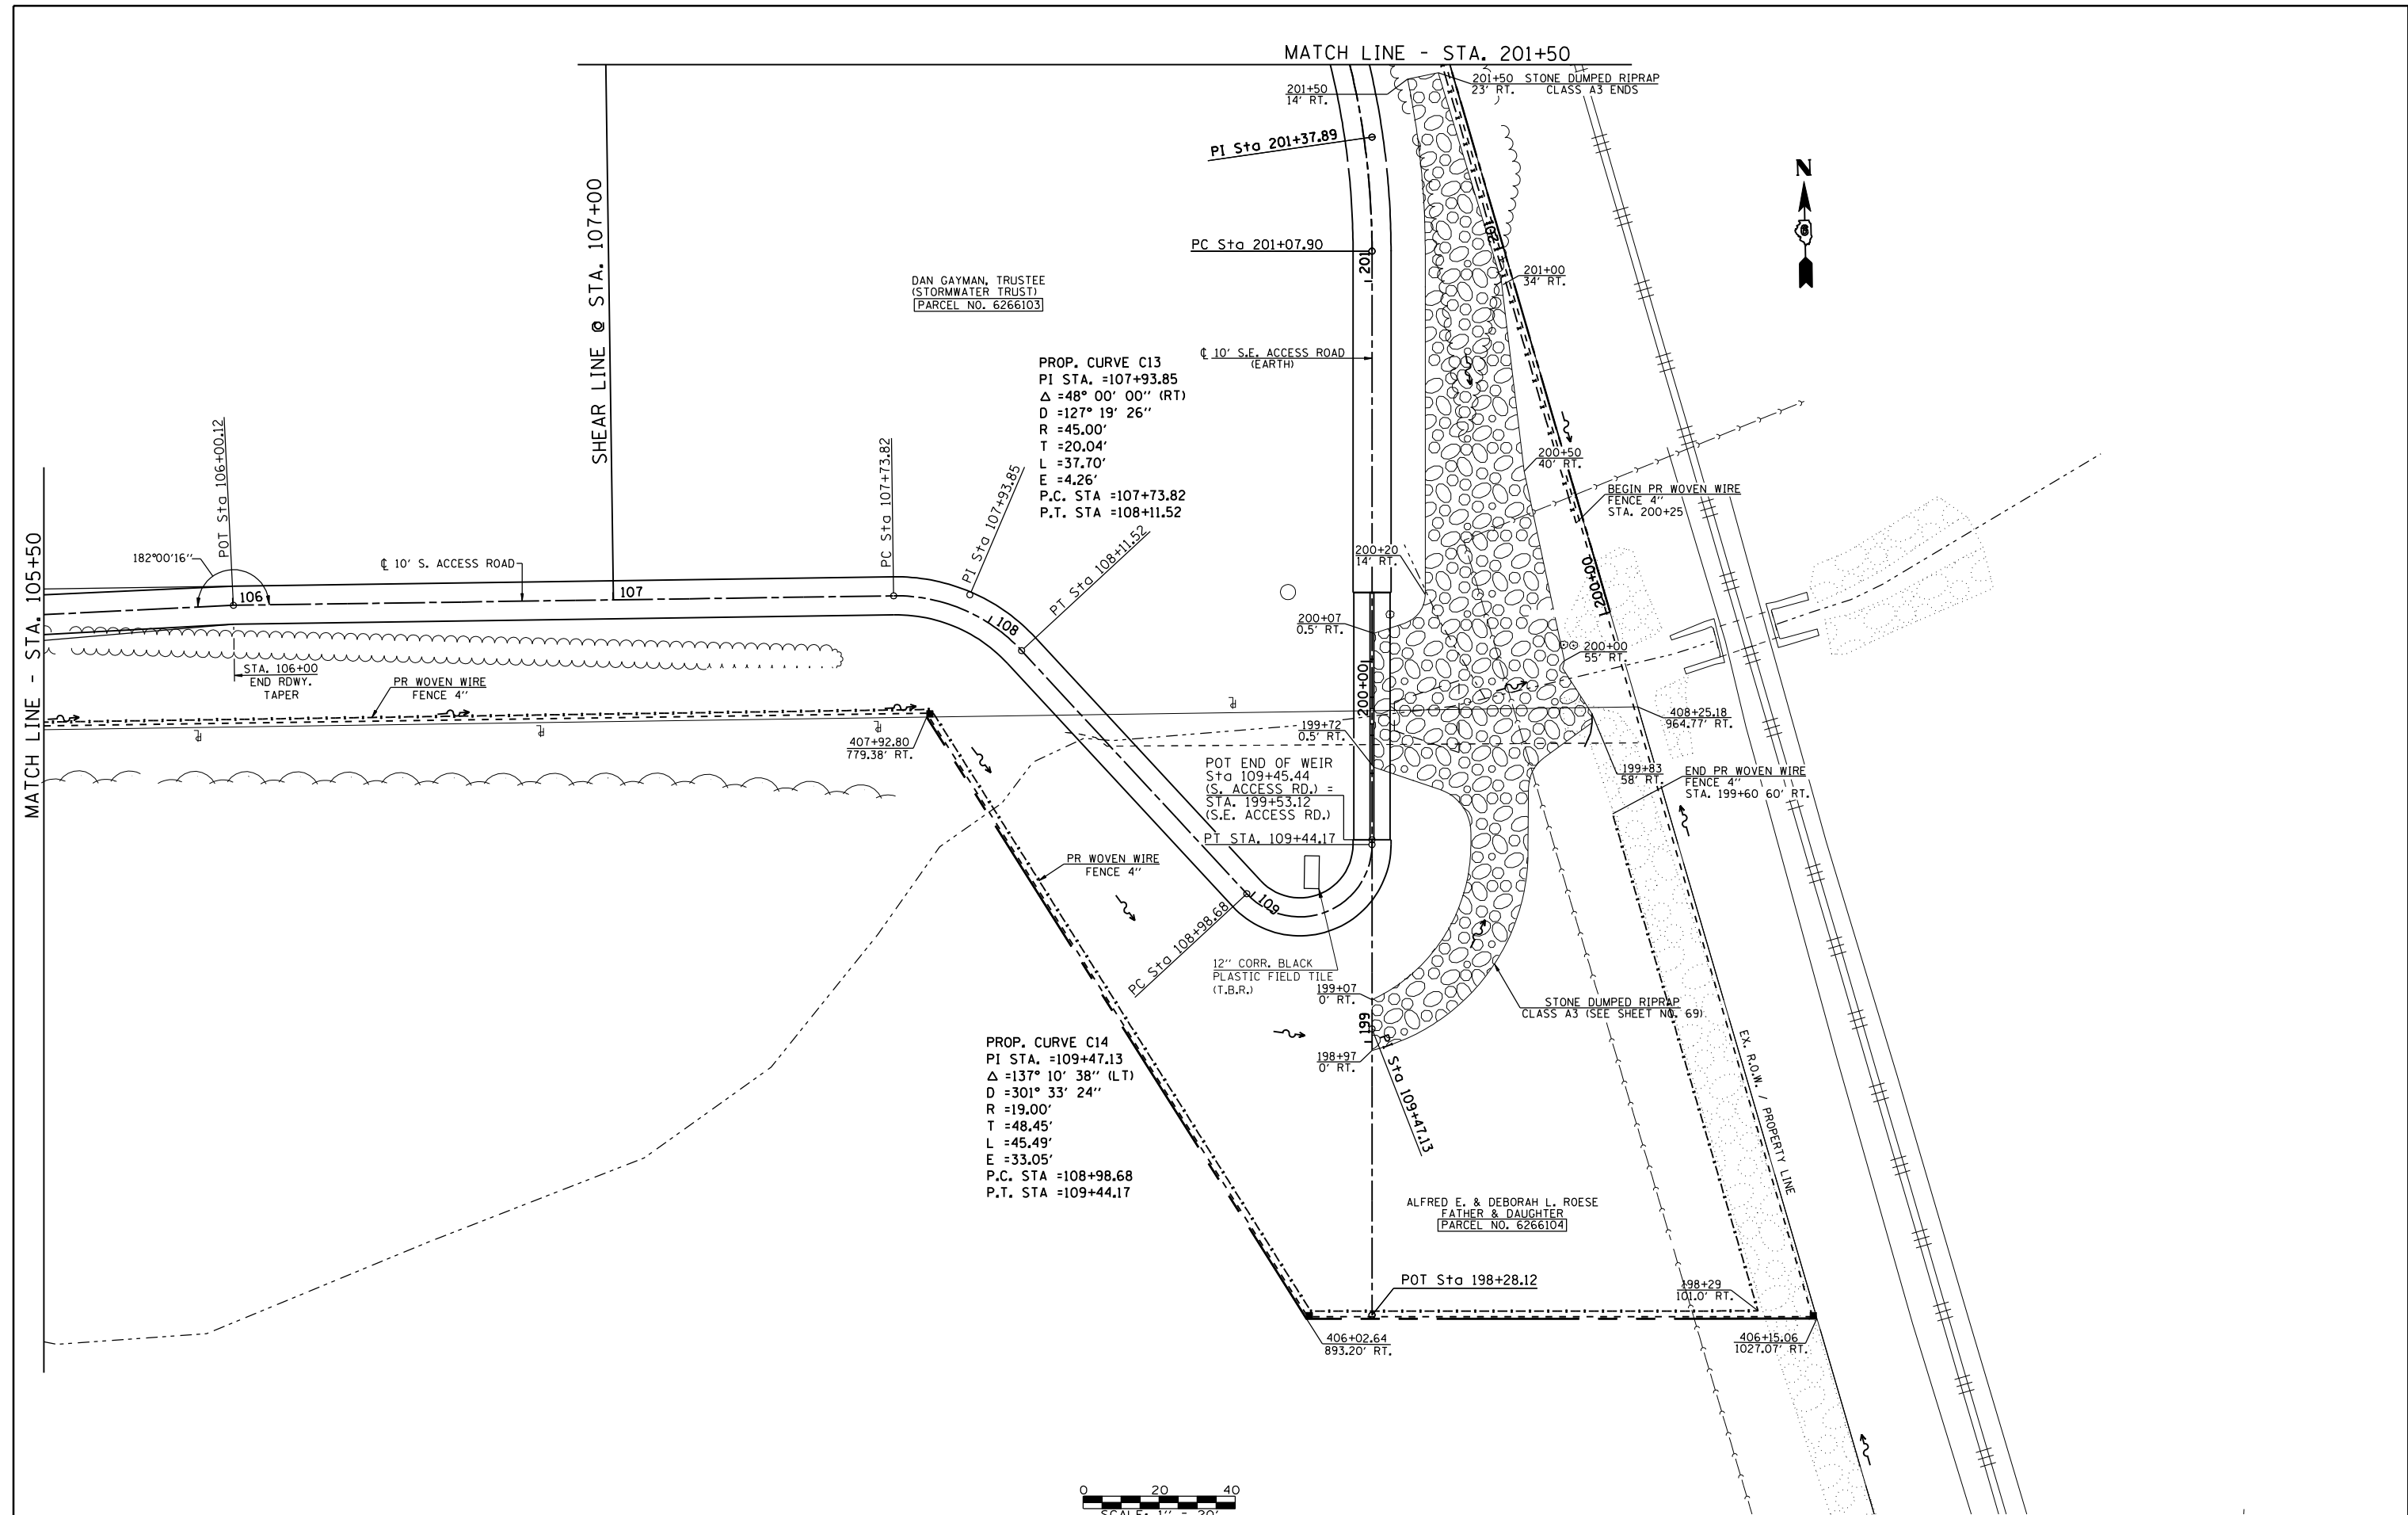 MATCH LINE - STA. 201+50
201+50
14' RT.
201+50 STONE DUMPED RIPRAP
23' RT. CLASS A3 ENDS
PI Sta 201+37.89
N
SHEAR LINE @ STA. 107+00
PC Sta 201+07.90
201
201+00
34' RT.
DAN GAYMAN, TRUSTEE
(STORMWATER TRUST)
PARCEL NO. 6266103
℄ 10' S.E. ACCESS ROAD
(EARTH)
PROP. CURVE C13
PI STA. =107+93.85
Δ =48° 00' 00'' (RT)
D =127° 19' 26''
R =45.00'
T =20.04'
L =37.70'
E =4.26'
P.C. STA =107+73.82
P.T. STA =108+11.52
200+50
40' RT.
BEGIN PR WOVEN WIRE
FENCE 4''
STA. 200+25
POT Sta 106+00.12
PC Sta 107+73.82
PI Sta 107+93.85
PT Sta 108+11.52
MATCH LINE - STA. 105+50
182°00'16''
℄ 10' S. ACCESS ROAD
106
107
108
200+20
14' RT.
1200+00
200+07
0.5' RT.
200+00
55' RT.
STA. 106+00
END RDWY.
TAPER
PR WOVEN WIRE
FENCE 4''
200+00
407+92.80
779.38' RT.
199+72
0.5' RT.
408+25.18
964.77' RT.
199+83
58' RT.
END PR WOVEN WIRE
FENCE 4''
STA. 199+60 60' RT.
POT END OF WEIR
Sta 109+45.44
(S. ACCESS RD.) =
STA. 199+53.12
(S.E. ACCESS RD.)
PT STA. 109+44.17
PR WOVEN WIRE
FENCE 4''
109
PC Sta 108+98.68
12'' CORR. BLACK
PLASTIC FIELD TILE
(T.B.R.)
199+07
0' RT.
199
STONE DUMPED RIPRAP
CLASS A3 (SEE SHEET NO. 69)
198+97
0' RT.
PI Sta 109+47.13
EX. R.O.W. / PROPERTY LINE
PROP. CURVE C14
PI STA. =109+47.13
Δ =137° 10' 38'' (LT)
D =301° 33' 24''
R =19.00'
T =48.45'
L =45.49'
E =33.05'
P.C. STA =108+98.68
P.T. STA =109+44.17
ALFRED E. & DEBORAH L. ROESE
FATHER & DAUGHTER
PARCEL NO. 6266104
POT Sta 198+28.12
198+29
101.0' RT.
406+02.64
893.20' RT.
406+15.06
1027.07' RT.
0 20 40
SCALE: 1'' = 20'